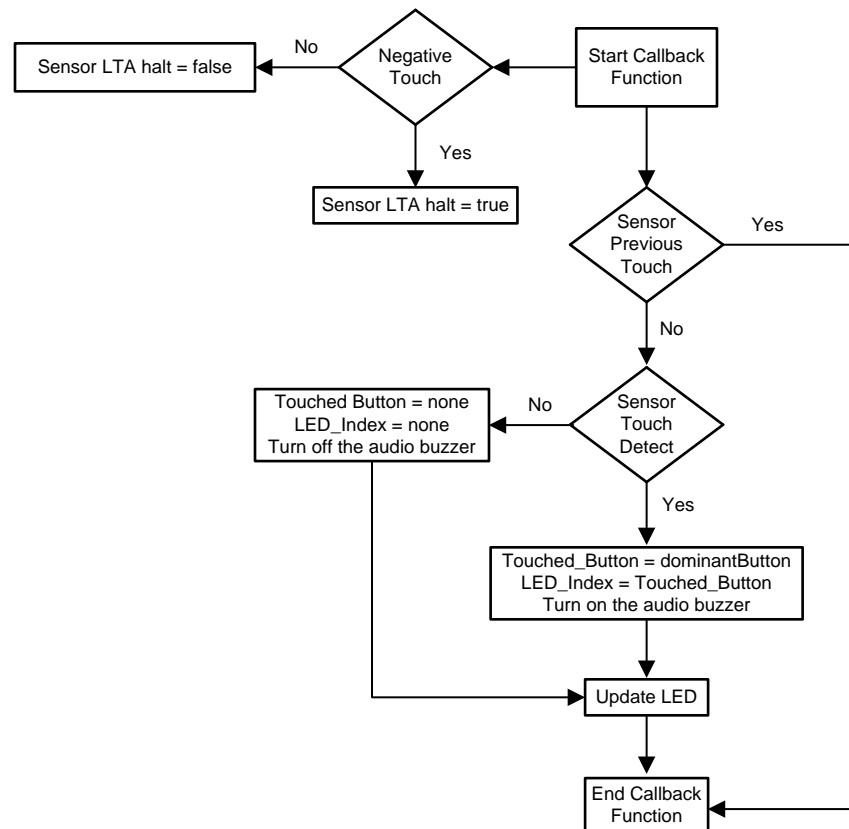 No
Negative
Touch
Start Callback
Function
Sensor LTA halt = false
Yes
Sensor LTA halt = true
Sensor
Previous
Touch
Yes
No
Touched Button = none
LED_Index = none
Turn off the audio buzzer
No
Sensor
Touch
Detect
Yes
Touched_Button = dominantButton
LED_Index = Touched_Button
Turn on the audio buzzer
Update LED
End Callback
Function